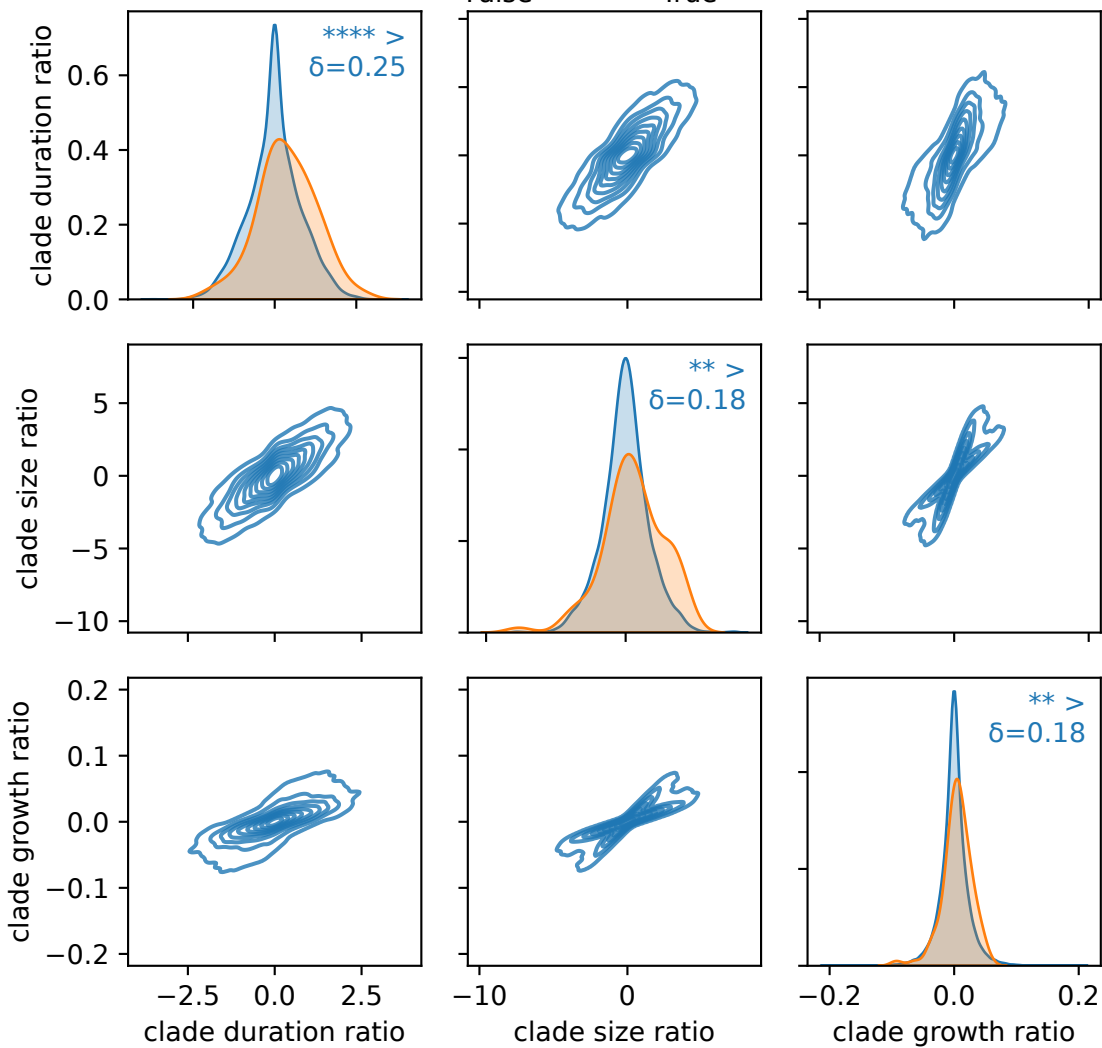 **** >
δ=0.25
clade duration ratio
0.6
0.4
0.2
0.0
** >
δ=0.18
clade size ratio
5
0
−5
−10
** >
δ=0.18
clade growth ratio
0.2
0.1
0.0
−0.1
−0.2
−2.5 0.0 2.5
−10 0
−0.2 0.0 0.2
clade duration ratio
clade size ratio
clade growth ratio